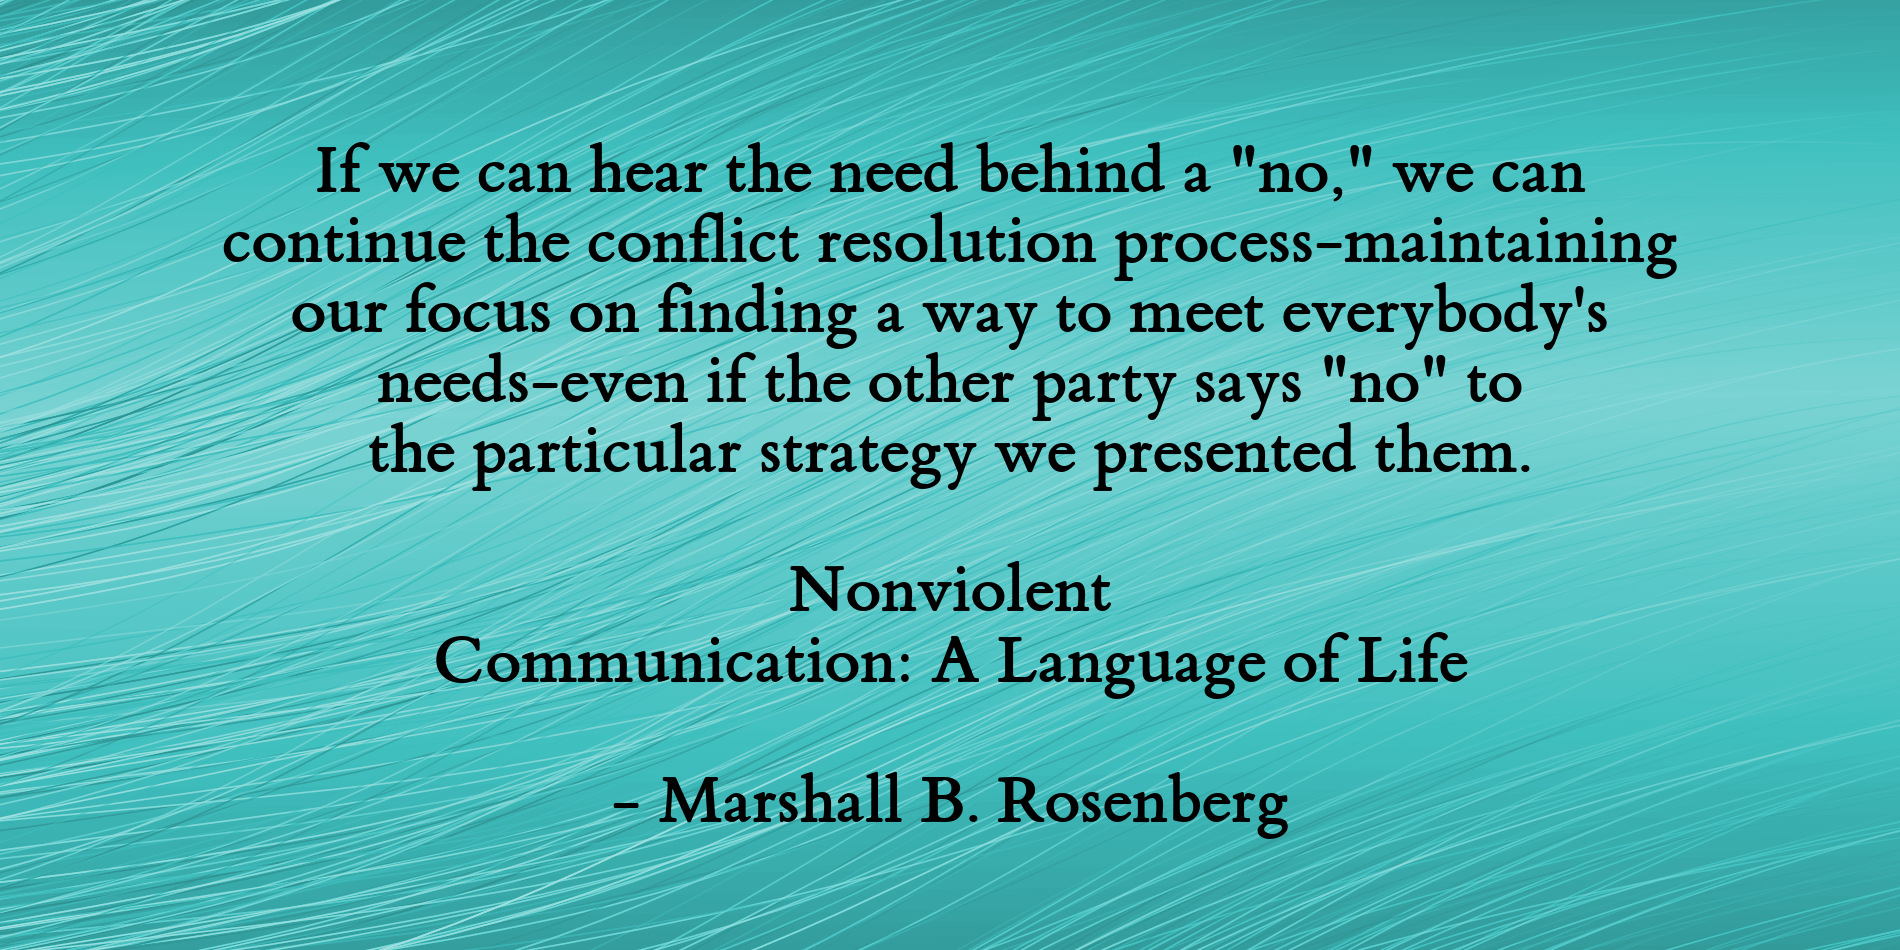 If we can hear the need behind a "no," we can
continue the conflict resolution process-maintaining
our focus on finding a way to meet everybody's
needs-even if the other party says "no" to
the particular strategy we presented them.
Nonviolent
Communication: A Language of Life
- Marshall B. Rosenberg